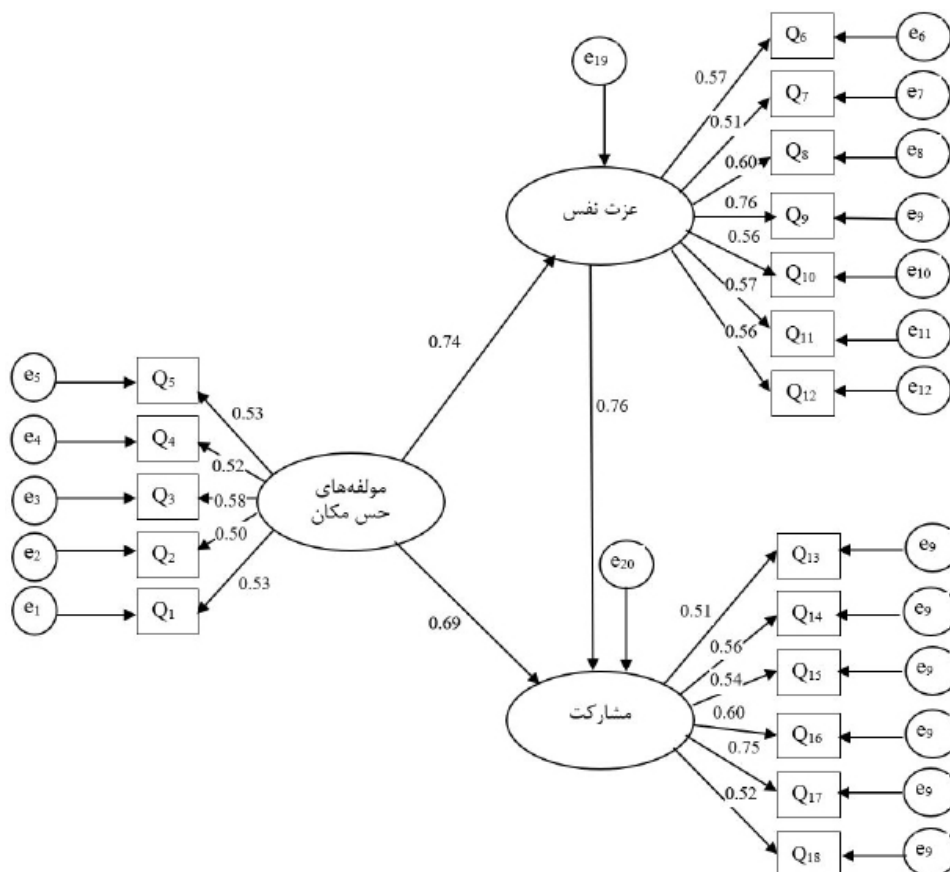 e19
Q6
e6
0.57
Q7
e7
0.51
Q8
e8
0.60
عزت نفس
0.76
Q9
e9
0.56
Q10
e10
0.57
Q11
e11
0.56
Q12
e12
0.74
0.76
e5
Q5
0.53
e4
Q4
0.52
e3
Q3
0.58
مولفه‌های
حس مکان
e2
Q2
0.50
e1
Q1
0.53
0.69
e20
Q13
e9
0.51
Q14
e9
0.56
Q15
e9
0.54
مشارکت
0.60
Q16
e9
0.75
Q17
e9
0.52
Q18
e9